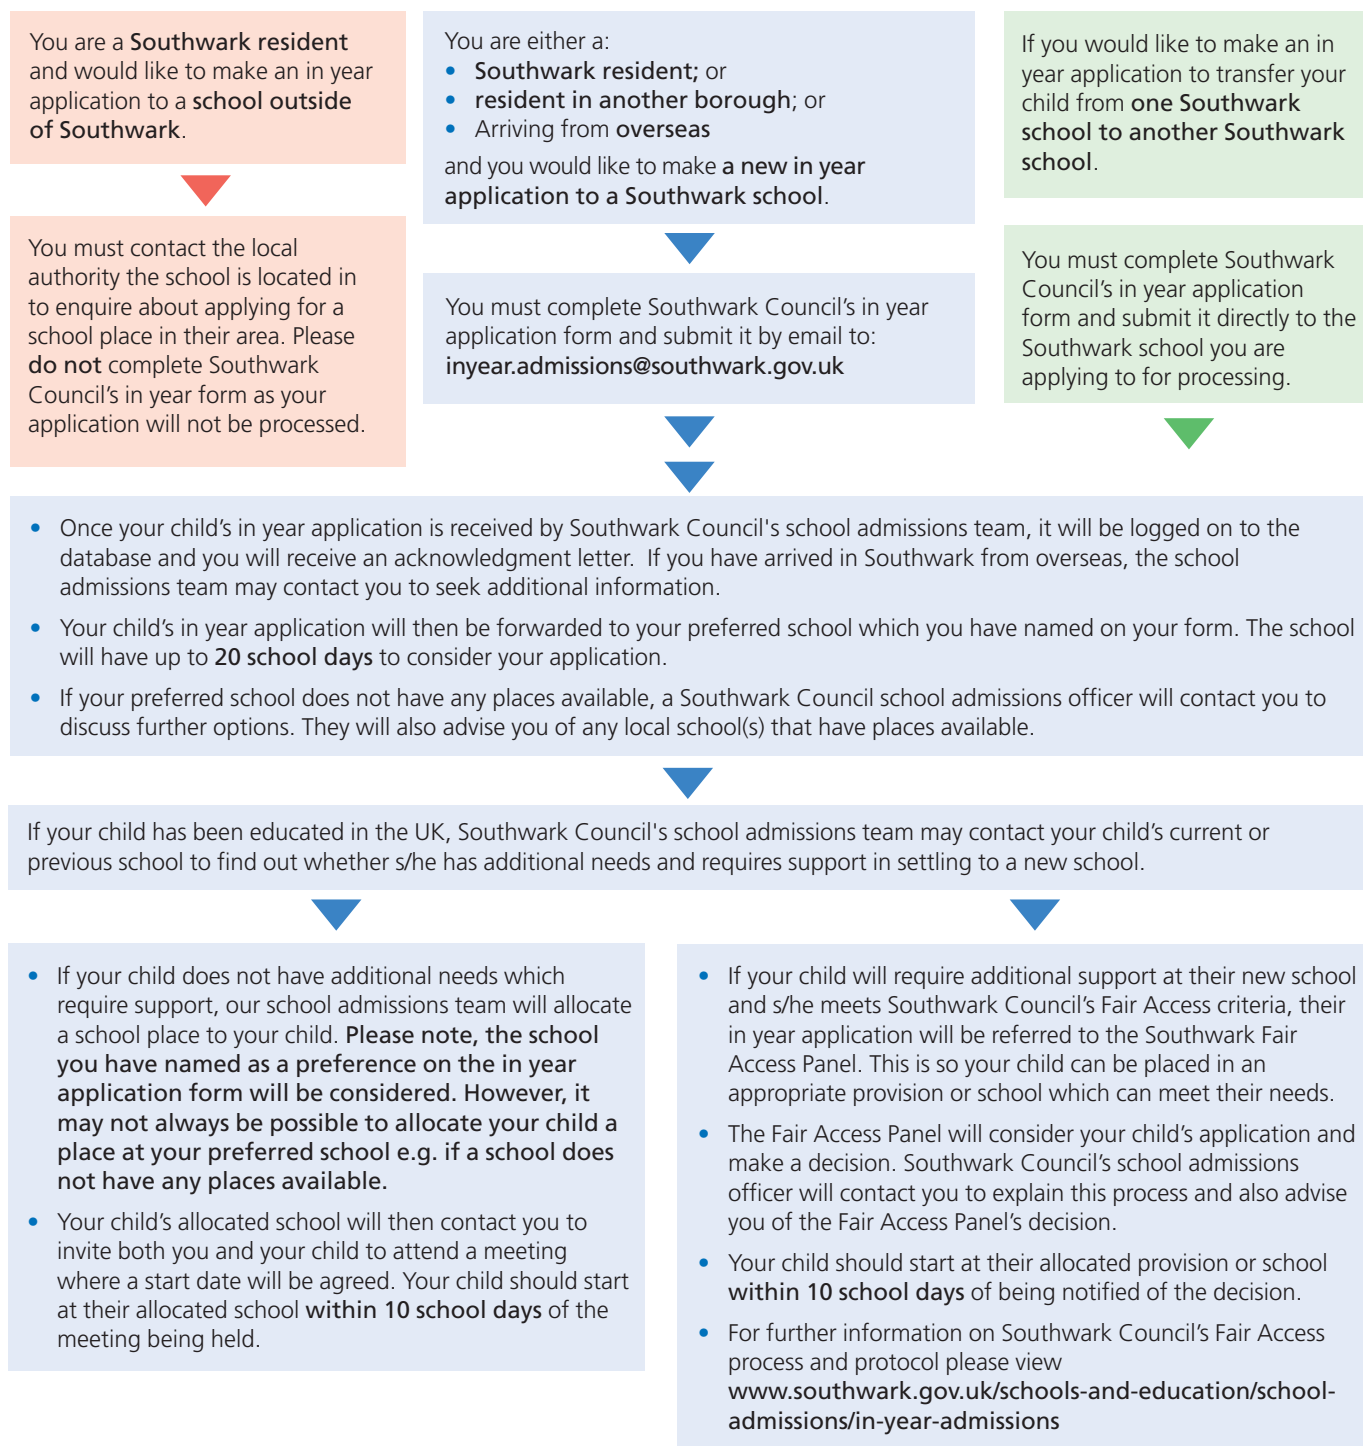 You are a Southwark resident
and would like to make an in year
application to a school outside
of Southwark.
You must contact the local
authority the school is located in
to enquire about applying for a
school place in their area. Please
do not complete Southwark
Council’s in year form as your
application will not be processed.
You are either a:
• Southwark resident; or
• resident in another borough; or
• Arriving from overseas
and you would like to make a new in year
application to a Southwark school.
You must complete Southwark Council’s in year
application form and submit it by email to:
inyear.admissions@southwark.gov.uk
If you would like to make an in
year application to transfer your
child from one Southwark
school to another Southwark
school.
You must complete Southwark
Council’s in year application
form and submit it directly to the
Southwark school you are
applying to for processing.
• Once your child’s in year application is received by Southwark Council's school admissions team, it will be logged on to the
database and you will receive an acknowledgment letter.  If you have arrived in Southwark from overseas, the school
admissions team may contact you to seek additional information.
• Your child’s in year application will then be forwarded to your preferred school which you have named on your form. The school
will have up to 20 school days to consider your application.
• If your preferred school does not have any places available, a Southwark Council school admissions officer will contact you to
discuss further options. They will also advise you of any local school(s) that have places available.
If your child has been educated in the UK, Southwark Council's school admissions team may contact your child’s current or
previous school to find out whether s/he has additional needs and requires support in settling to a new school.
• If your child does not have additional needs which
require support, our school admissions team will allocate
a school place to your child. Please note, the school
you have named as a preference on the in year
application form will be considered. However, it
may not always be possible to allocate your child a
place at your preferred school e.g. if a school does
not have any places available.
• Your child’s allocated school will then contact you to
invite both you and your child to attend a meeting
where a start date will be agreed. Your child should start
at their allocated school within 10 school days of the
meeting being held.
• If your child will require additional support at their new school
and s/he meets Southwark Council’s Fair Access criteria, their
in year application will be referred to the Southwark Fair
Access Panel. This is so your child can be placed in an
appropriate provision or school which can meet their needs.
• The Fair Access Panel will consider your child’s application and
make a decision. Southwark Council’s school admissions
officer will contact you to explain this process and also advise
you of the Fair Access Panel’s decision.
• Your child should start at their allocated provision or school
within 10 school days of being notified of the decision.
• For further information on Southwark Council’s Fair Access
process and protocol please view
www.southwark.gov.uk/schools-and-education/school-
admissions/in-year-admissions